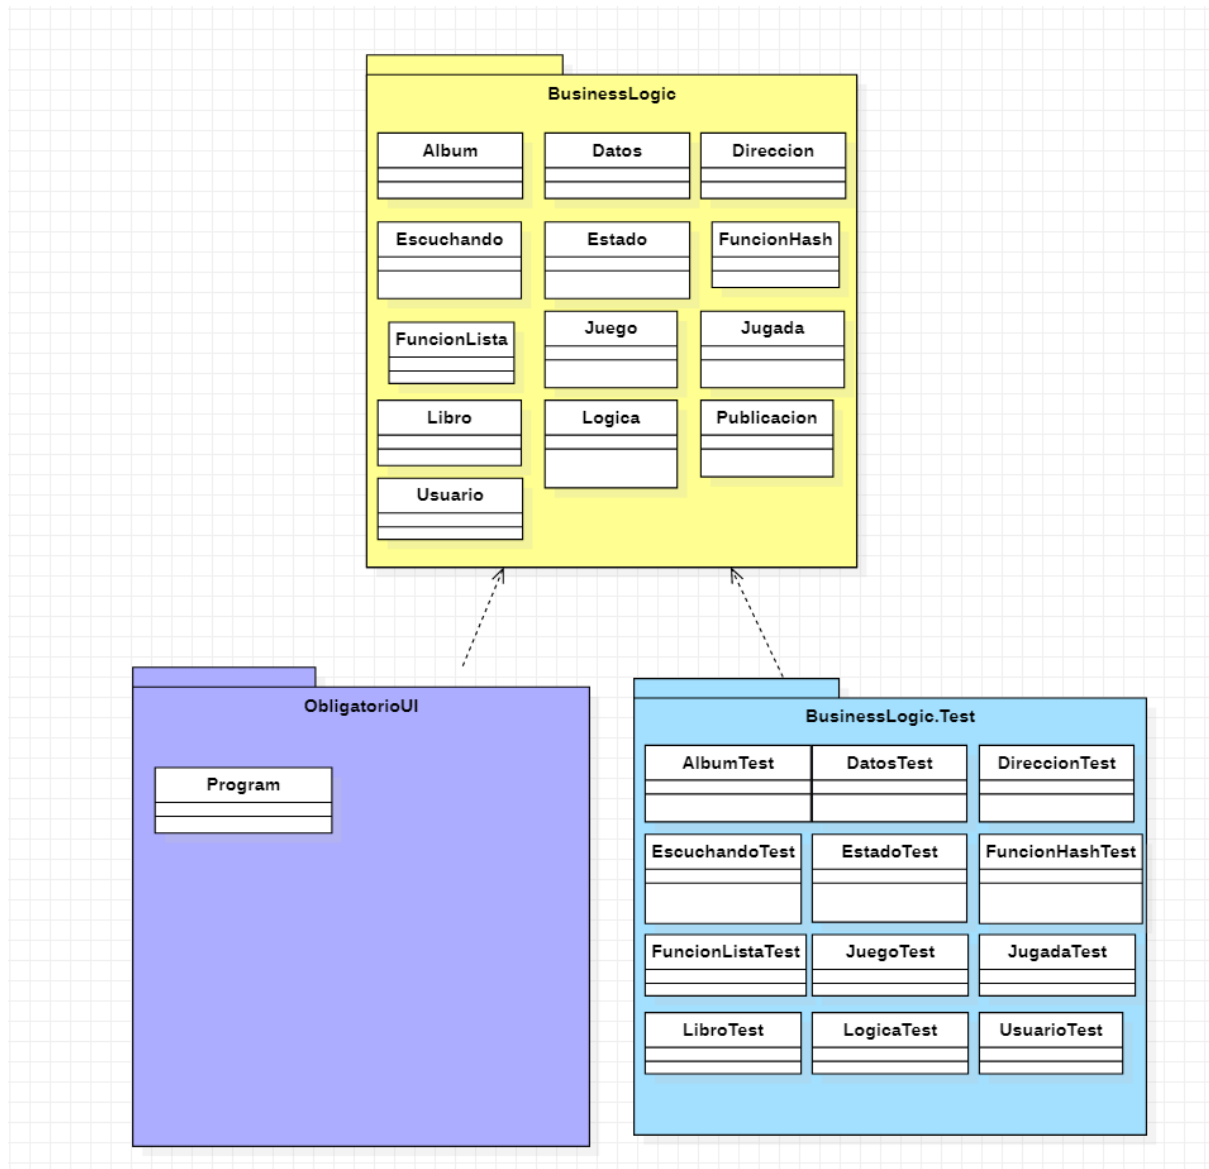 BusinessLogic
Album
Datos
Direccion
Escuchando
Estado
FuncionHash
FuncionLista
Juego
Jugada
Libro
Logica
Publicacion
Usuario
ObligatorioUI
Program
BusinessLogic.Test
AlbumTest
DatosTest
DireccionTest
EscuchandoTest
EstadoTest
FuncionHashTest
FuncionListaTest
JuegoTest
JugadaTest
LibroTest
LogicaTest
UsuarioTest